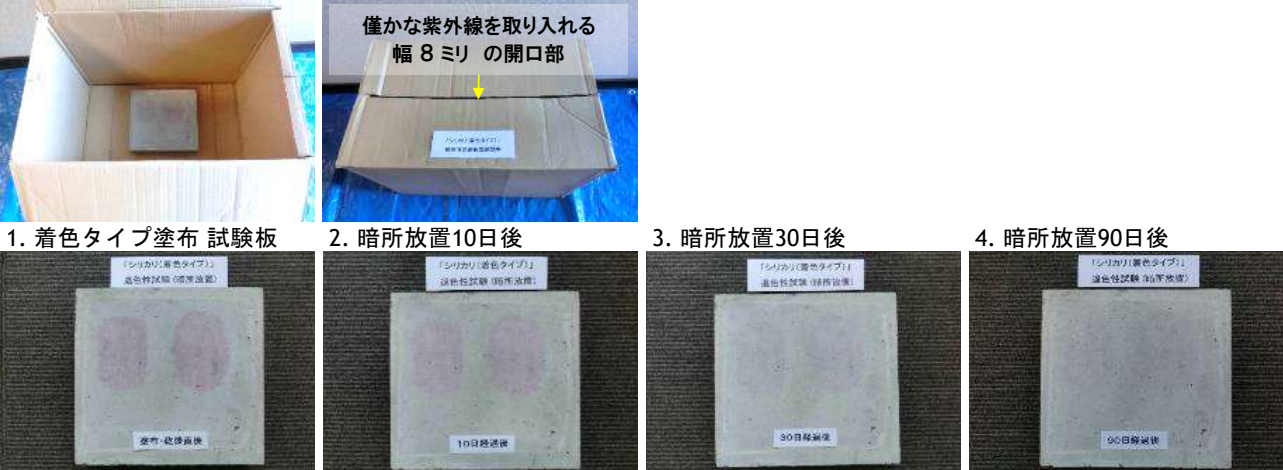 僅かな紫外線を取り入れる
幅 8 ミリ の開口部
「シリカリ(着色タイプ)」
1. 着色タイプ塗布 試験板
2. 暗所放置10日後
3. 暗所放置30日後
4. 暗所放置90日後
「シリカリ(着色タイプ)」
退色性試験(暗所放置)
塗布・乾燥直後
「シリカリ(着色タイプ)」
退色性試験(暗所放置)
10日経過後
「シリカリ(着色タイプ)」
退色性試験(暗所放置)
30日経過後
「シリカリ(着色タイプ)」
退色性試験(暗所放置)
90日経過後